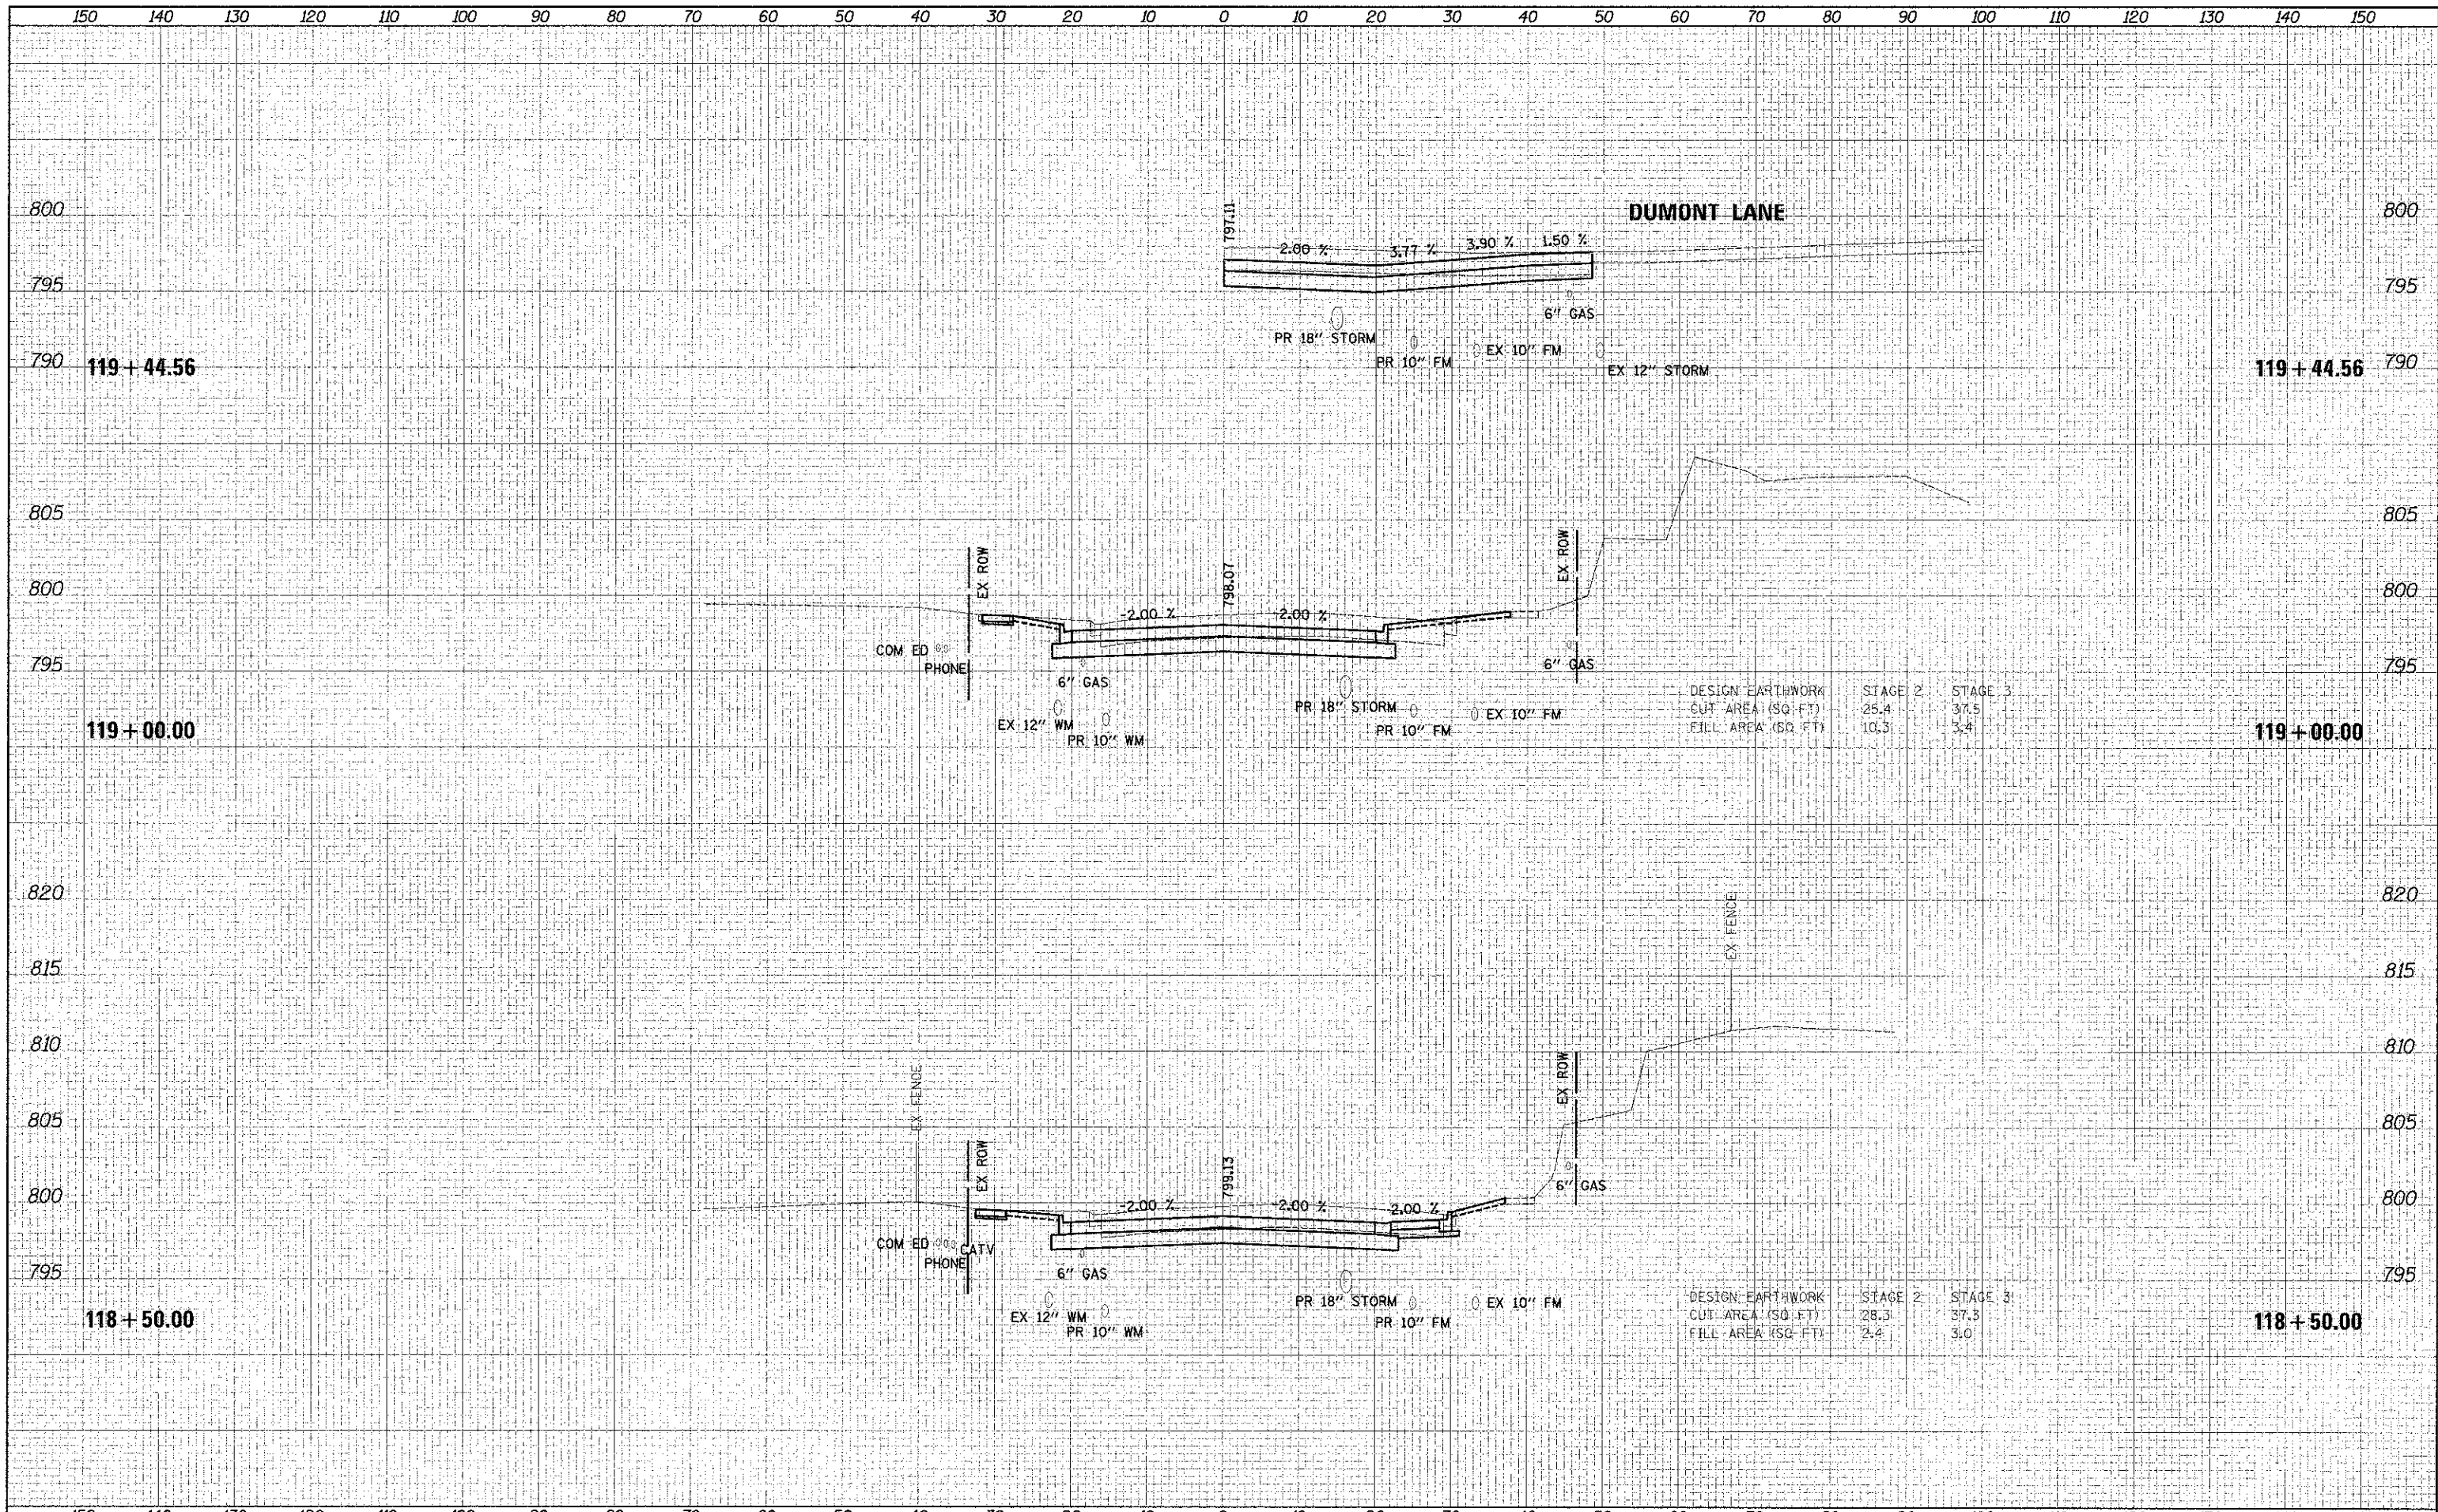 150 140 130 120 110 100 90 80 70 60 50 40 30 20 10 0 10 20 30 40 50 60 70 80 90 100 110 120 130 140 150
800 797.11 DUMONT LANE 800
2.00 % 3.77 % 3.90 % 1.50 %
795 795
6" GAS
PR 18" STORM
PR 10" FM EX 10" FM
EX 12" STORM
119 + 44.56 790 790 119 + 44.56
805 805
800 EX ROW 798.07 EX ROW 800
-2.00 % -2.00 %
COM ED
PHONE
795 6" GAS 6" GAS 795
PR 18" STORM EX 10" FM
EX 12" WM PR 10" FM
PR 10" WM
DESIGN EARTHWORK STAGE 2 STAGE 3
CUT AREA (SQ FT) 25.4 37.5
FILL AREA (SQ FT) 10.3 3.4
119 + 00.00 119 + 00.00
820 820
EX FENCE
815 815
810 810
EX FENCE EX ROW
805 805
EX ROW 799.13
800 6" GAS 800
-2.00 % -2.00 % 2.00 %
COM ED CATV
PHONE
795 6" GAS 795
PR 18" STORM EX 10" FM
EX 12" WM PR 10" FM
PR 10" WM
DESIGN EARTHWORK STAGE 2 STAGE 3
CUT AREA (SQ FT) 28.3 37.3
FILL AREA (SQ FT) 2.4 3.0
118 + 50.00 118 + 50.00